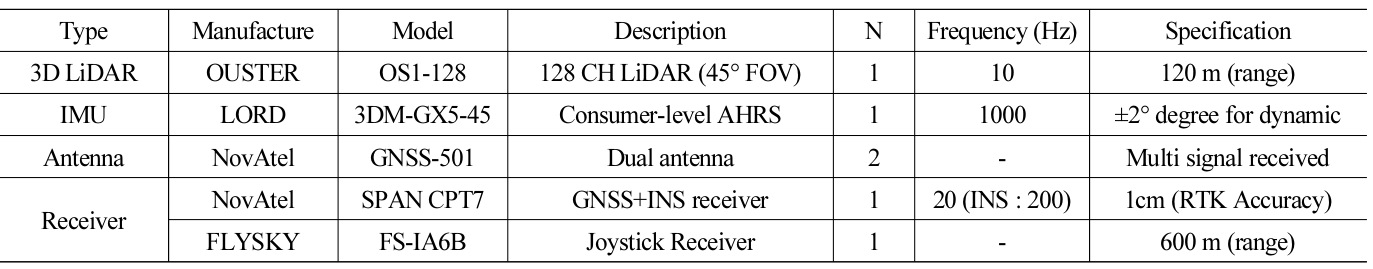 Type Manufacture Model Description N Frequency (Hz) Specification
3D LiDAR OUSTER OS1-128 128 CH LiDAR (45° FOV) 1 10 120 m (range)
IMU LORD 3DM-GX5-45 Consumer-level AHRS 1 1000 ±2° degree for dynamic
Antenna NovAtel GNSS-501 Dual antenna 2 - Multi signal received
Receiver NovAtel SPAN CPT7 GNSS+INS receiver 1 20 (INS : 200) 1cm (RTK Accuracy)
FLYSKY FS-IA6B Joystick Receiver 1 - 600 m (range)